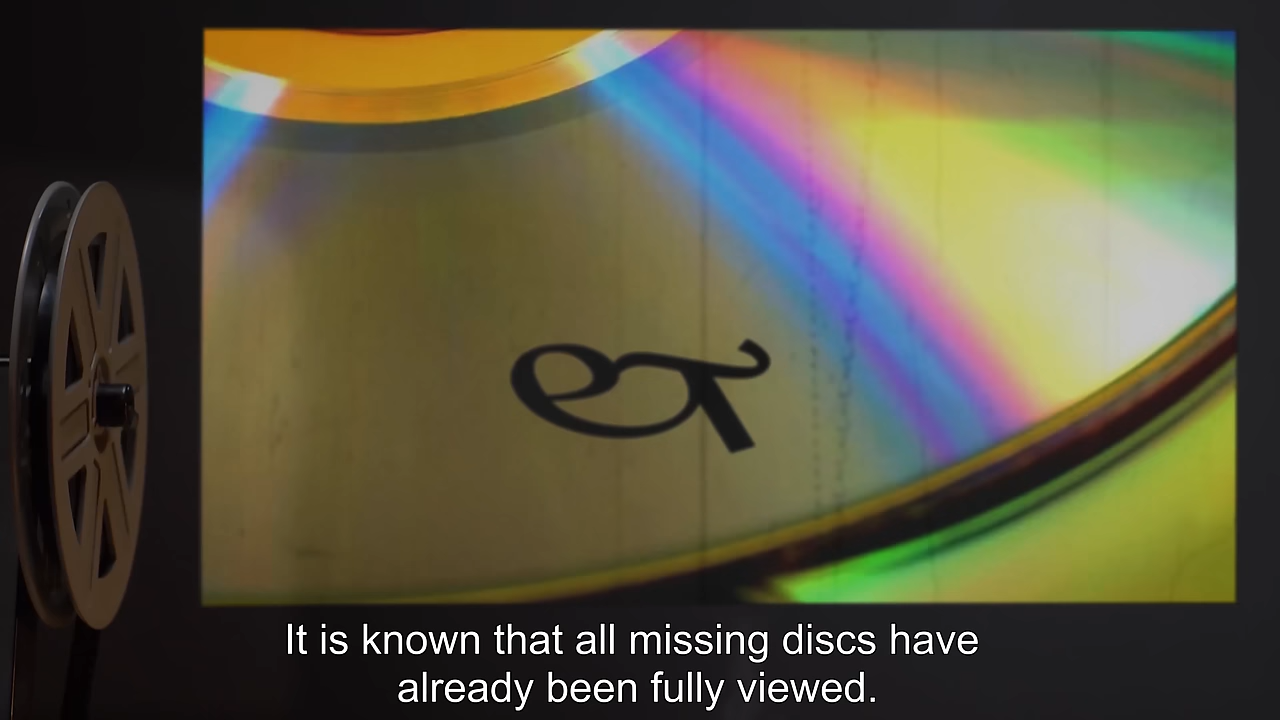 It is known that all missing discs have
already been fully viewed.